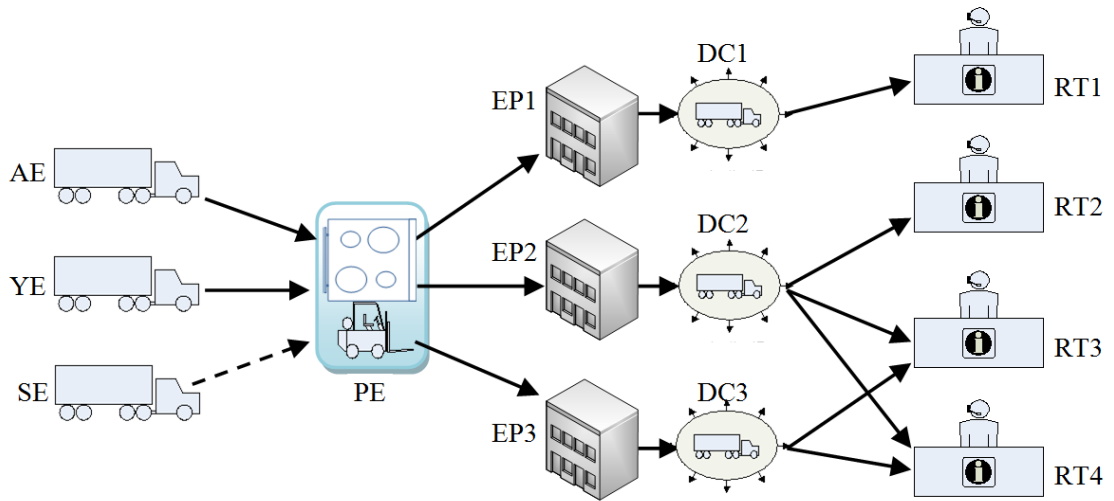 AE
YE
SE
PE
EP1
EP2
EP3
DC1
DC2
DC3
RT1
RT2
RT3
RT4